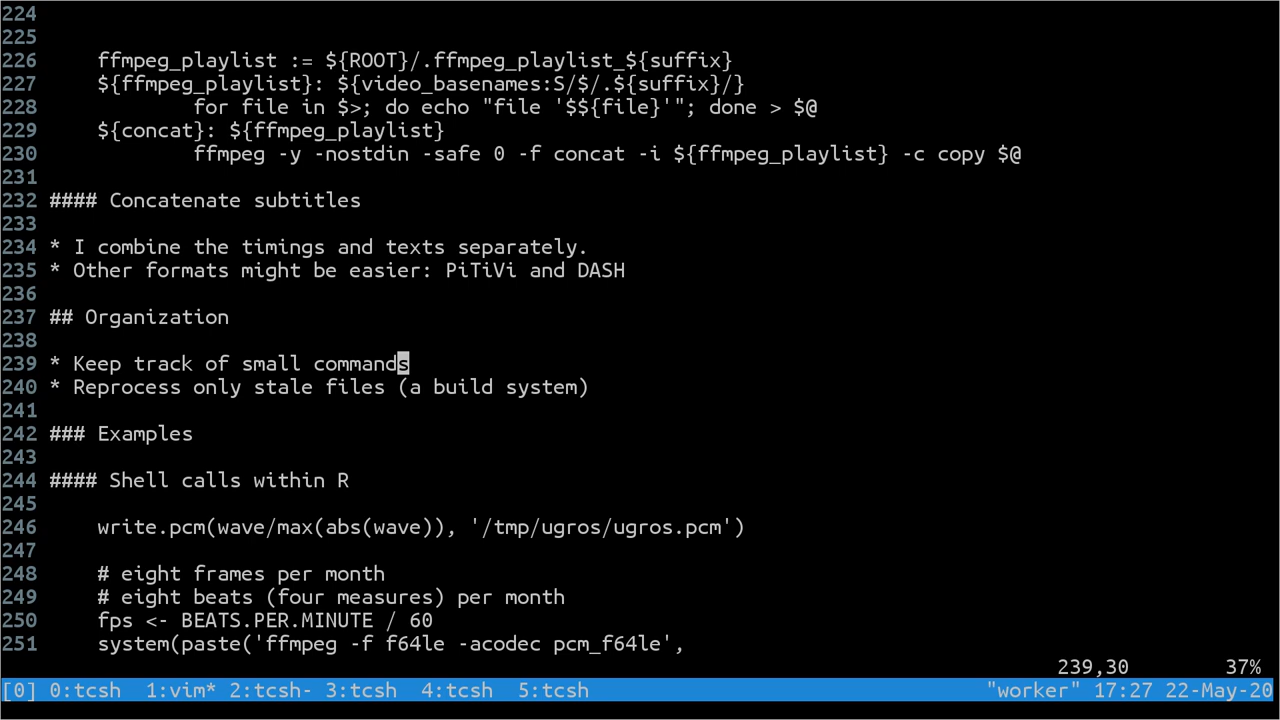 224
225
226     ffmpeg_playlist := ${ROOT}/.ffmpeg_playlist_${suffix}
227     ${ffmpeg_playlist}: ${video_basenames:S/$/.${suffix}/}
228             for file in $>; do echo "file '$${file}'"; done > $@
229     ${concat}: ${ffmpeg_playlist}
230             ffmpeg -y -nostdin -safe 0 -f concat -i ${ffmpeg_playlist} -c copy $@
231
232 #### Concatenate subtitles
233
234 * I combine the timings and texts separately.
235 * Other formats might be easier: PiTiVi and DASH
236
237 ## Organization
238
239 * Keep track of small commands
240 * Reprocess only stale files (a build system)
241
242 ### Examples
243
244 #### Shell calls within R
245
246     write.pcm(wave/max(abs(wave)), '/tmp/ugros/ugros.pcm')
247
248     # eight frames per month
249     # eight beats (four measures) per month
250     fps <- BEATS.PER.MINUTE / 60
251     system(paste('ffmpeg -f f64le -acodec pcm_f64le',
239,30        37%
[0] 0:tcsh  1:vim* 2:tcsh- 3:tcsh  4:tcsh  5:tcsh "worker" 17:27 22-May-20